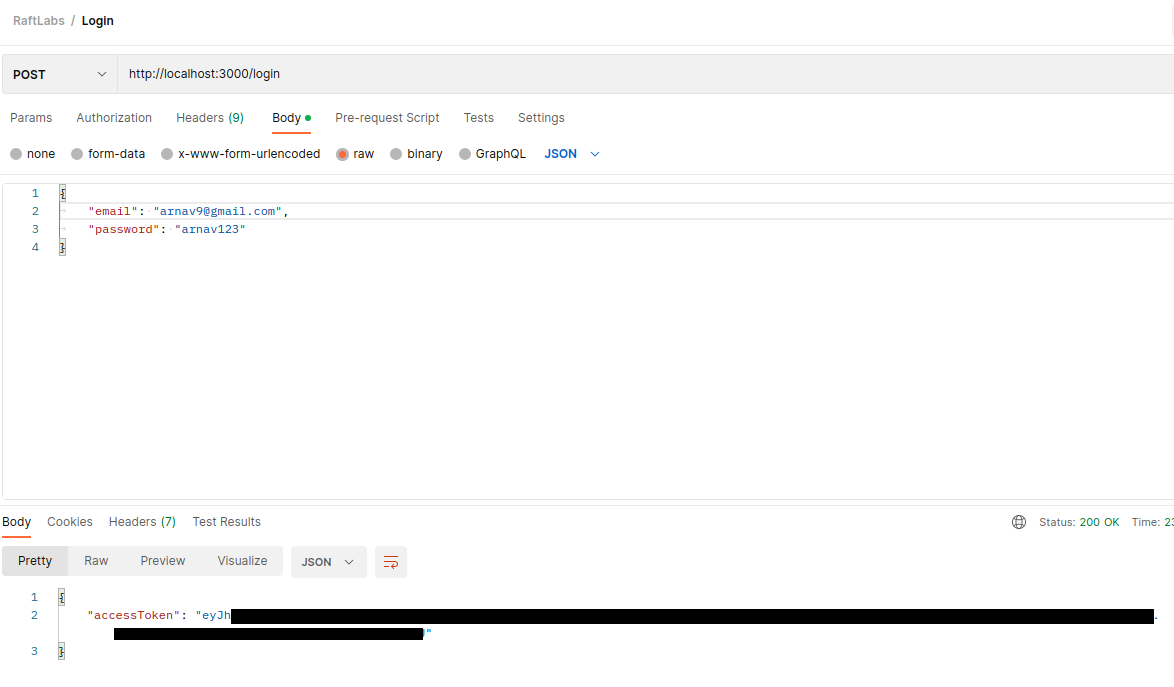 RaftLabs / Login
POST http://localhost:3000/login
Params Authorization Headers (9) Body Pre-request Script Tests Settings
none form-data x-www-form-urlencoded raw binary GraphQL JSON
1 {
2 "email": "arnav9@gmail.com",
3 "password": "arnav123"
4 }
Body Cookies Headers (7) Test Results Status: 200 OK Time: 23
Pretty Raw Preview Visualize JSON
1 {
2 "accessToken": "eyJh .
"
3 }